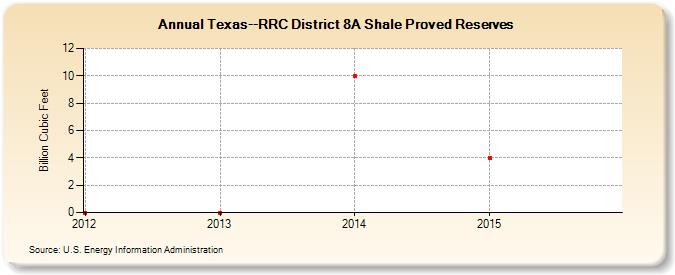 Annual Texas--RRC District 8A Shale Proved Reserves
Billion Cubic Feet
12
10
8
6
4
2
0
2012 2013 2014 2015
Source: U.S. Energy Information Administration